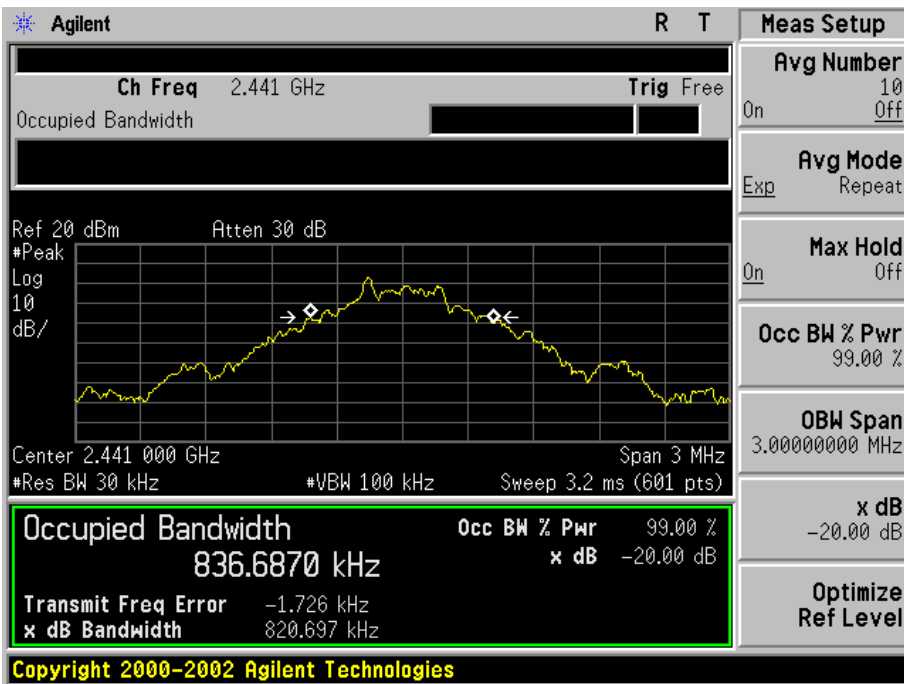 Agilent R T
Ch Freq 2.441 GHz Trig Free
Occupied Bandwidth
Ref 20 dBm Atten 30 dB
#Peak
Log
10
dB/
Center 2.441 000 GHz Span 3 MHz
#Res BW 30 kHz #VBW 100 kHz Sweep 3.2 ms (601 pts)
Occupied Bandwidth Occ BW % Pwr 99.00 %
836.6870 kHz x dB -20.00 dB
Transmit Freq Error -1.726 kHz
x dB Bandwidth 820.697 kHz
Copyright 2000-2002 Agilent Technologies
Meas Setup
Avg Number
10
On Off
Avg Mode
Exp Repeat
Max Hold
On Off
Occ BW % Pwr
99.00 %
OBW Span
3.00000000 MHz
x dB
-20.00 dB
Optimize
Ref Level